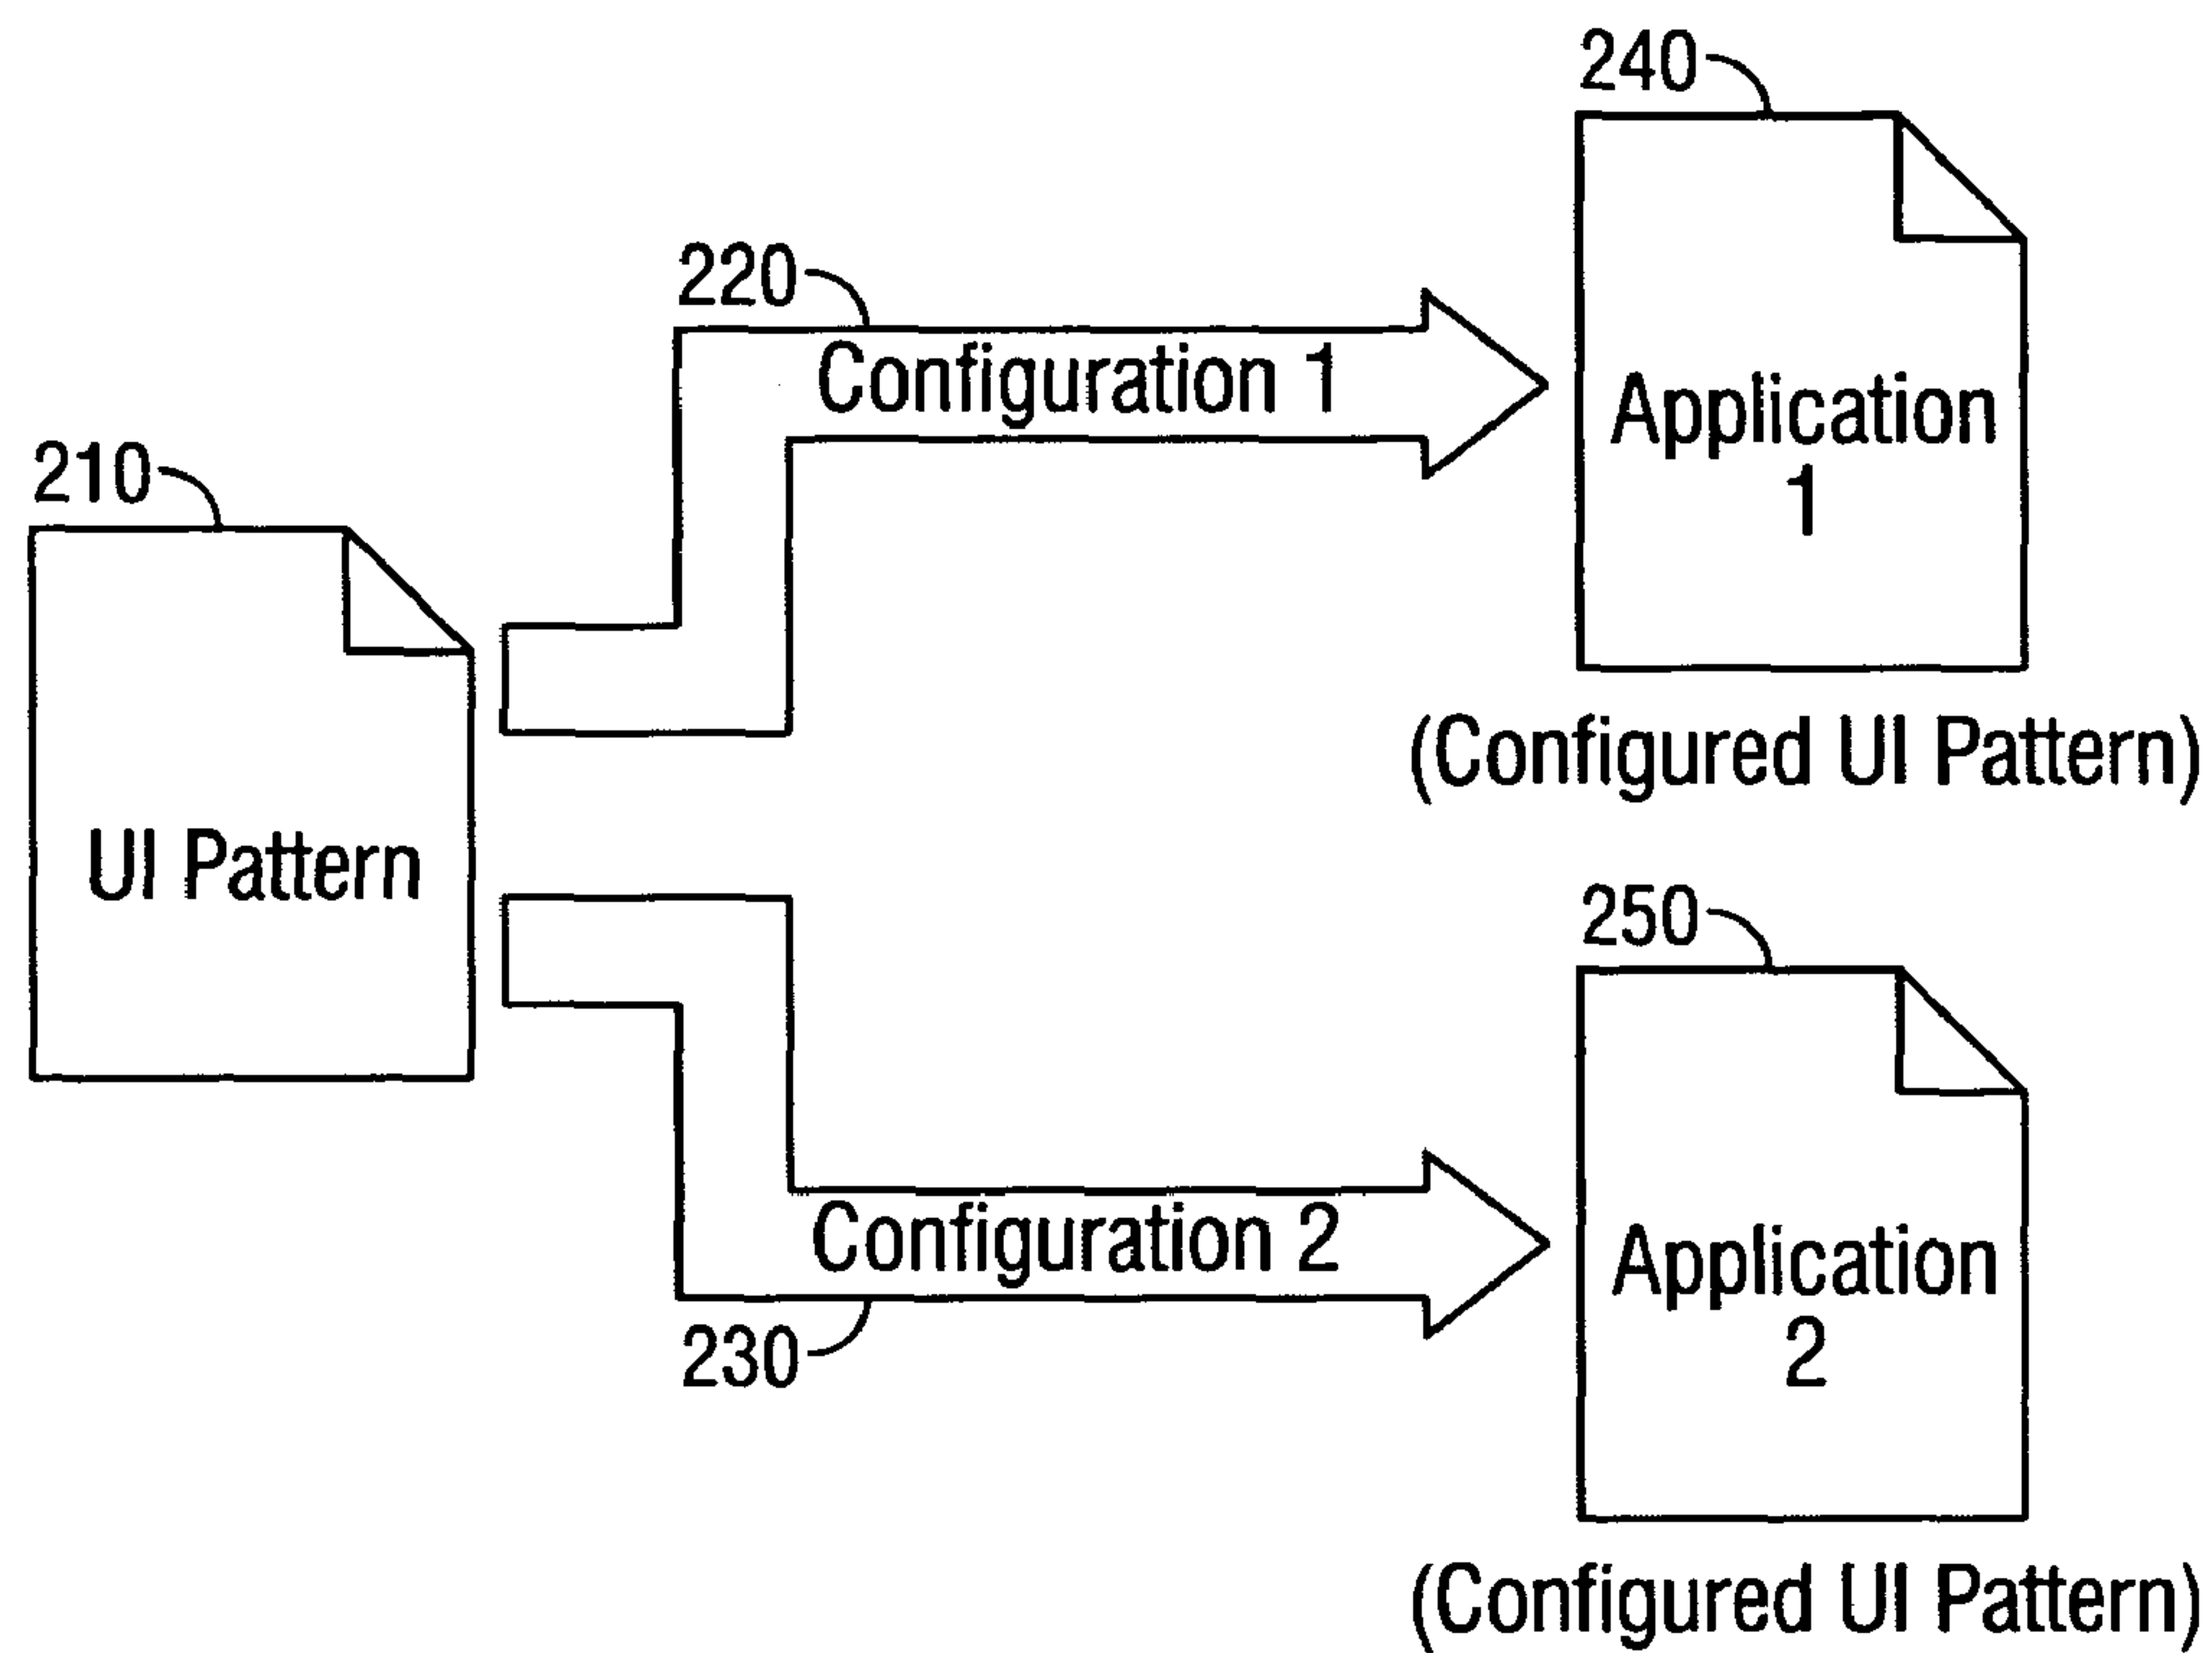 240
220
Configuration 1
Application
1
210
(Configured UI Pattern)
UI Pattern
250
Configuration 2
Application
2
230
(Configured UI Pattern)